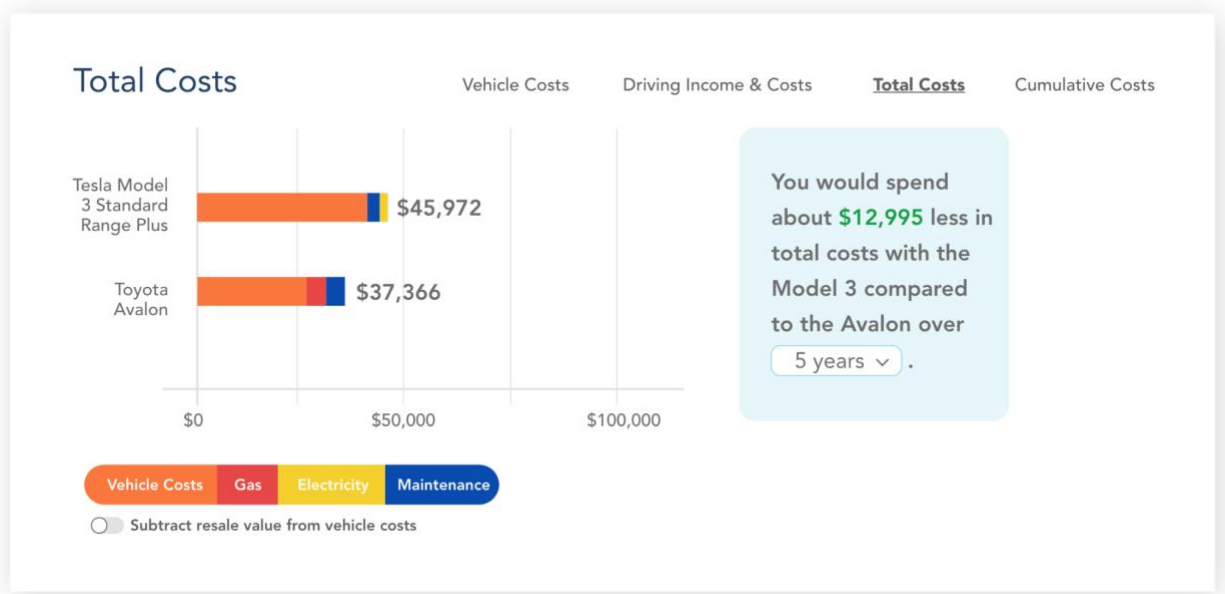 Total Costs
Vehicle Costs
Driving Income & Costs
Total Costs
Cumulative Costs
Tesla Model
3 Standard
Range Plus
$45,972
Toyota
Avalon
$37,366
$0
$50,000
$100,000
You would spend
about $12,995 less in
total costs with the
Model 3 compared
to the Avalon over
5 years .
Vehicle Costs
Gas
Electricity
Maintenance
Subtract resale value from vehicle costs